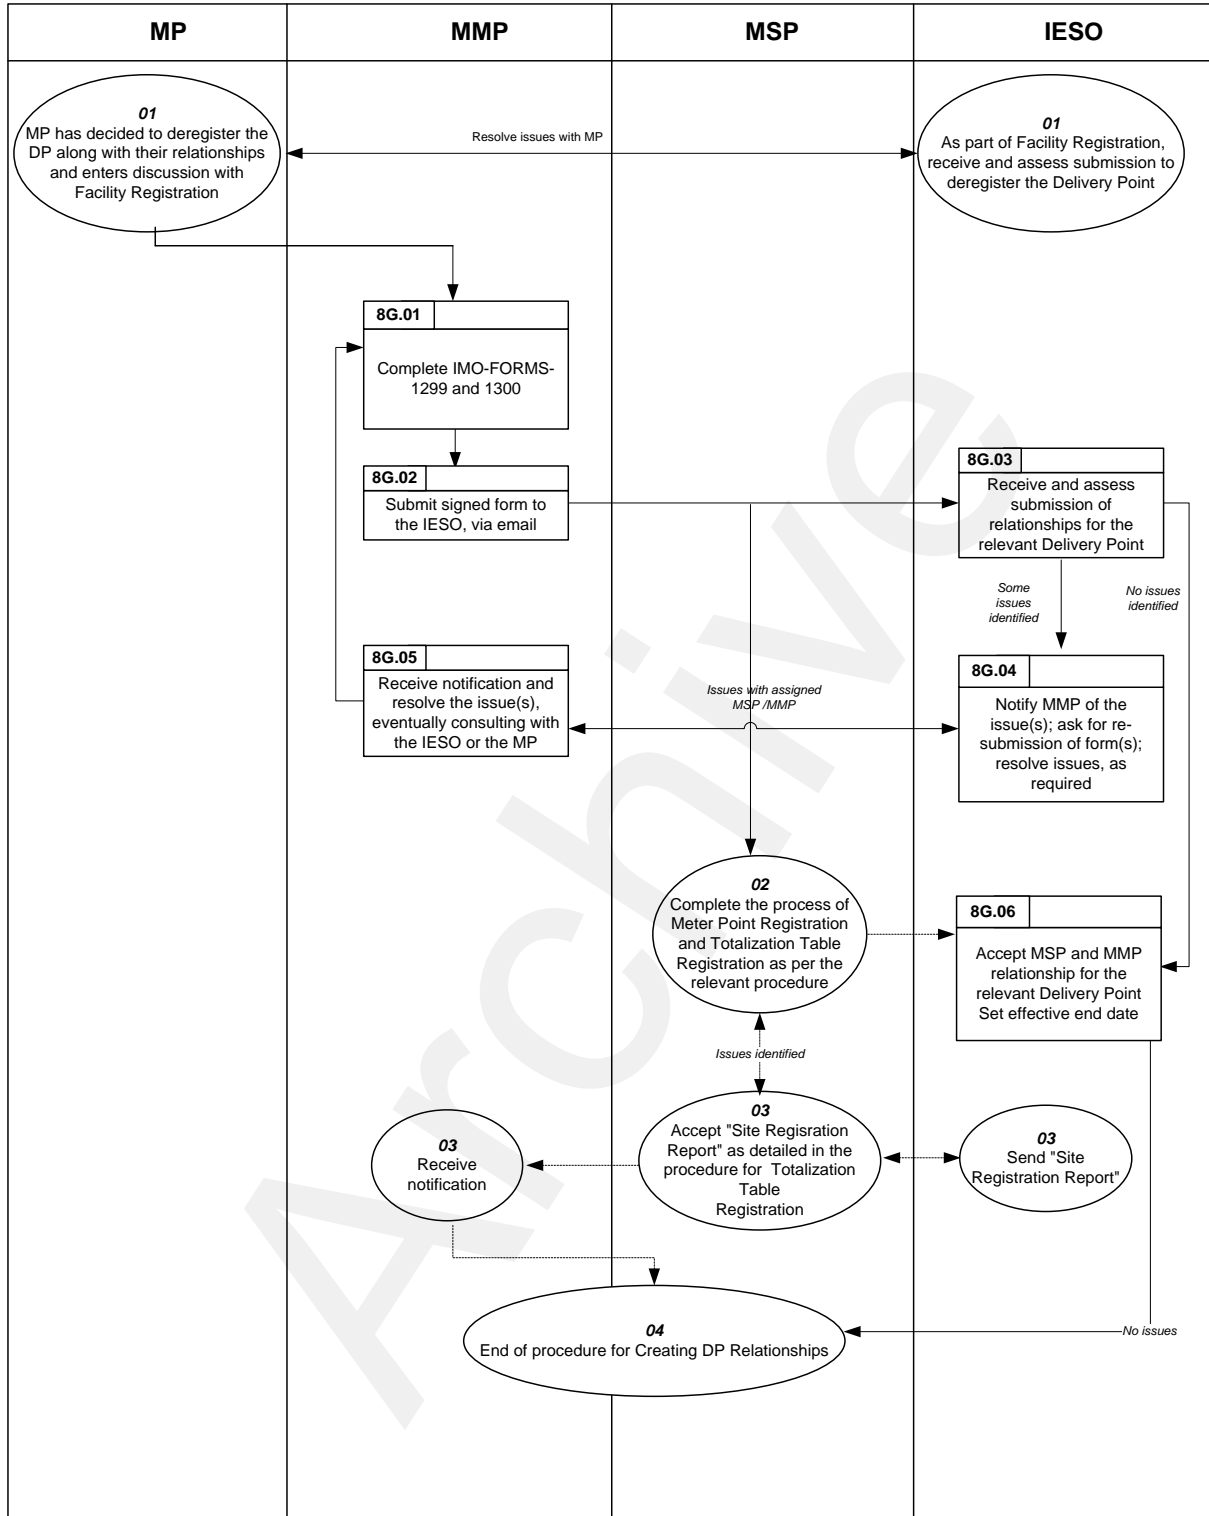 MP
MMP
MSP
IESO
01
MP has decided to deregister the
DP along with their relationships
and enters discussion with
Facility Registration
Resolve issues with MP
01
As part of Facility Registration,
receive and assess submission to
deregister the Delivery Point
8G.01
Complete IMO-FORMS-
1299 and 1300
8G.02
Submit signed form to
the IESO, via email
8G.03
Receive and assess
submission of
relationships for the
relevant Delivery Point
Some
issues
identified
No issues
identified
8G.05
Receive notification and
resolve the issue(s),
eventually consulting with
the IESO or the MP
Issues with assigned
MSP /MMP
8G.04
Notify MMP of the
issue(s); ask for re-
submission of form(s);
resolve issues, as
required
02
Complete the process of
Meter Point Registration
and Totalization Table
Registration as per the
relevant procedure
8G.06
Accept MSP and MMP
relationship for the
relevant Delivery Point
Set effective end date
Issues identified
03
Receive
notification
03
Accept "Site Regisration
Report" as detailed in the
procedure for Totalization
Table
Registration
03
Send "Site
Registration Report"
04
End of procedure for Creating DP Relationships
No issues
Archive